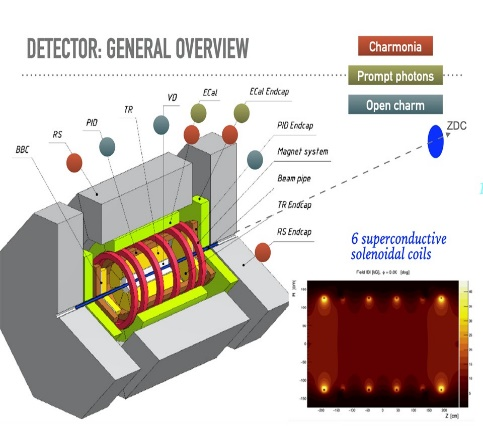 DETECTOR: GENERAL OVERVIEW
Charmonia
Prompt photons
Open charm
ECal
ECal Endcap
VD
TR
PID
RS
BBC
PID Endcap
Magnet system
Beam pipe
TR EndCap
RS Endcap
ZDC
6 superconductive
solenoidal coils
Z [cm]